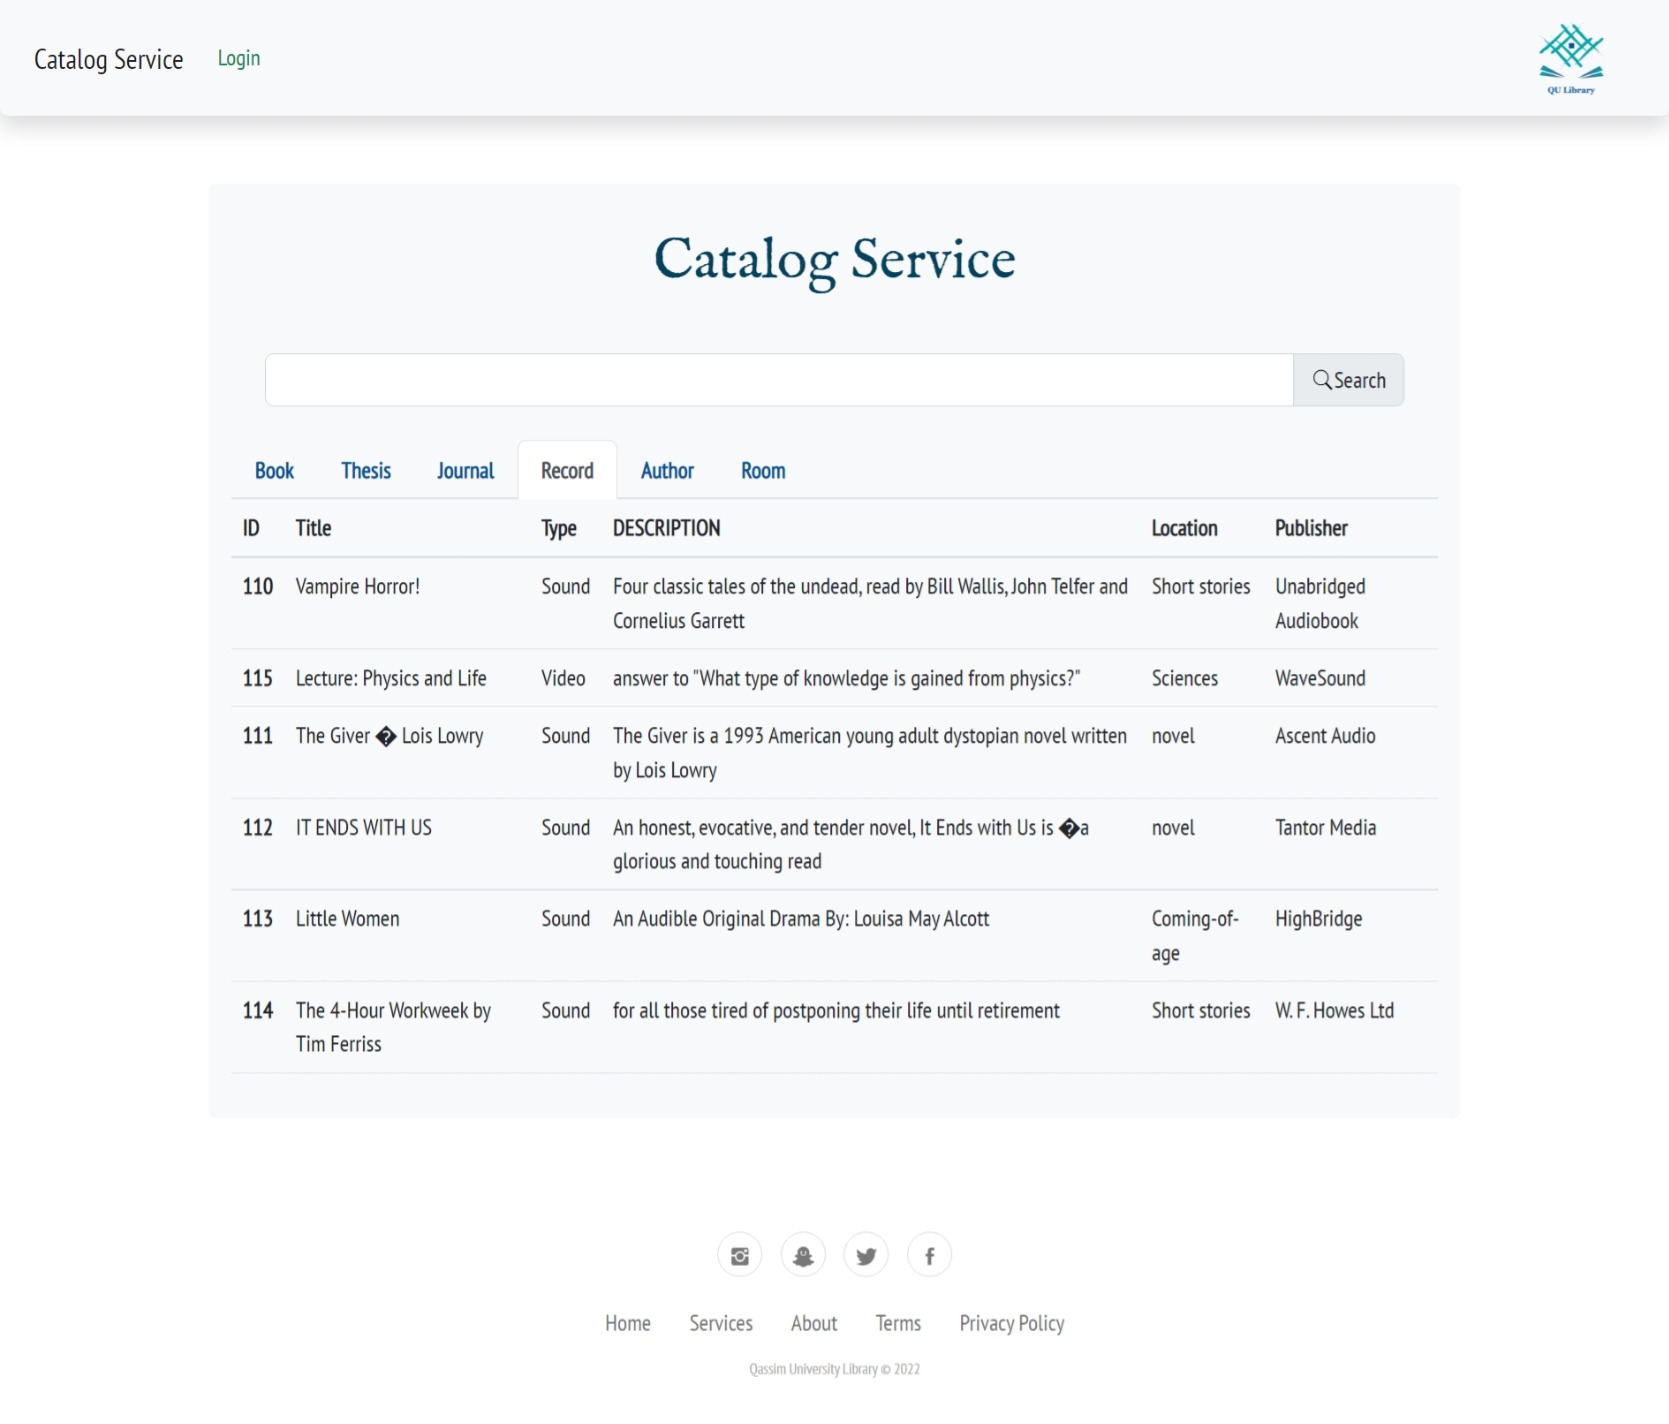 Catalog Service Login
QU Library
Catalog Service
Search
Book Thesis Journal Record Author Room
ID Title Type DESCRIPTION Location Publisher
110 Vampire Horror! Sound Four classic tales of the undead, read by Bill Wallis, John Telfer and Short stories Unabridged
Cornelius Garrett Audiobook
115 Lecture: Physics and Life Video answer to "What type of knowledge is gained from physics?" Sciences WaveSound
111 The Giver � Lois Lowry Sound The Giver is a 1993 American young adult dystopian novel written novel Ascent Audio
by Lois Lowry
112 IT ENDS WITH US Sound An honest, evocative, and tender novel, It Ends with Us is �a novel Tantor Media
glorious and touching read
113 Little Women Sound An Audible Original Drama By: Louisa May Alcott Coming-of- HighBridge
age
114 The 4-Hour Workweek by Sound for all those tired of postponing their life until retirement Short stories W. F. Howes Ltd
Tim Ferriss
Home Services About Terms Privacy Policy
Qassim University Library © 2022